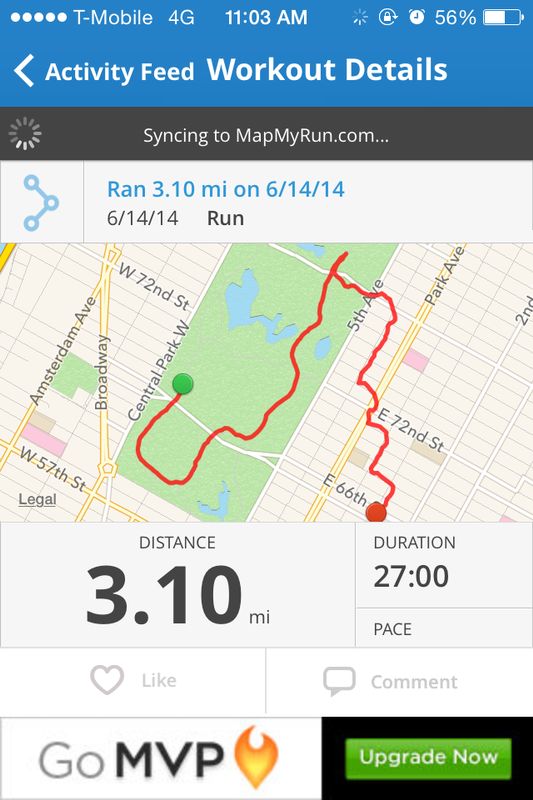 T-Mobile 4G 11:03 AM 56%
Activity Feed Workout Details
Syncing to MapMyRun.com...
Ran 3.10 mi on 6/14/14
6/14/14 Run
W 72nd St
Park Ave
5th Ave
2nd
Amsterdam Ave
Broadway
Central Park W
E 72nd St
W 57th St
E 66th
Legal
DISTANCE
3.10 mi
DURATION
27:00
PACE
Like
Comment
Go MVP
Upgrade Now